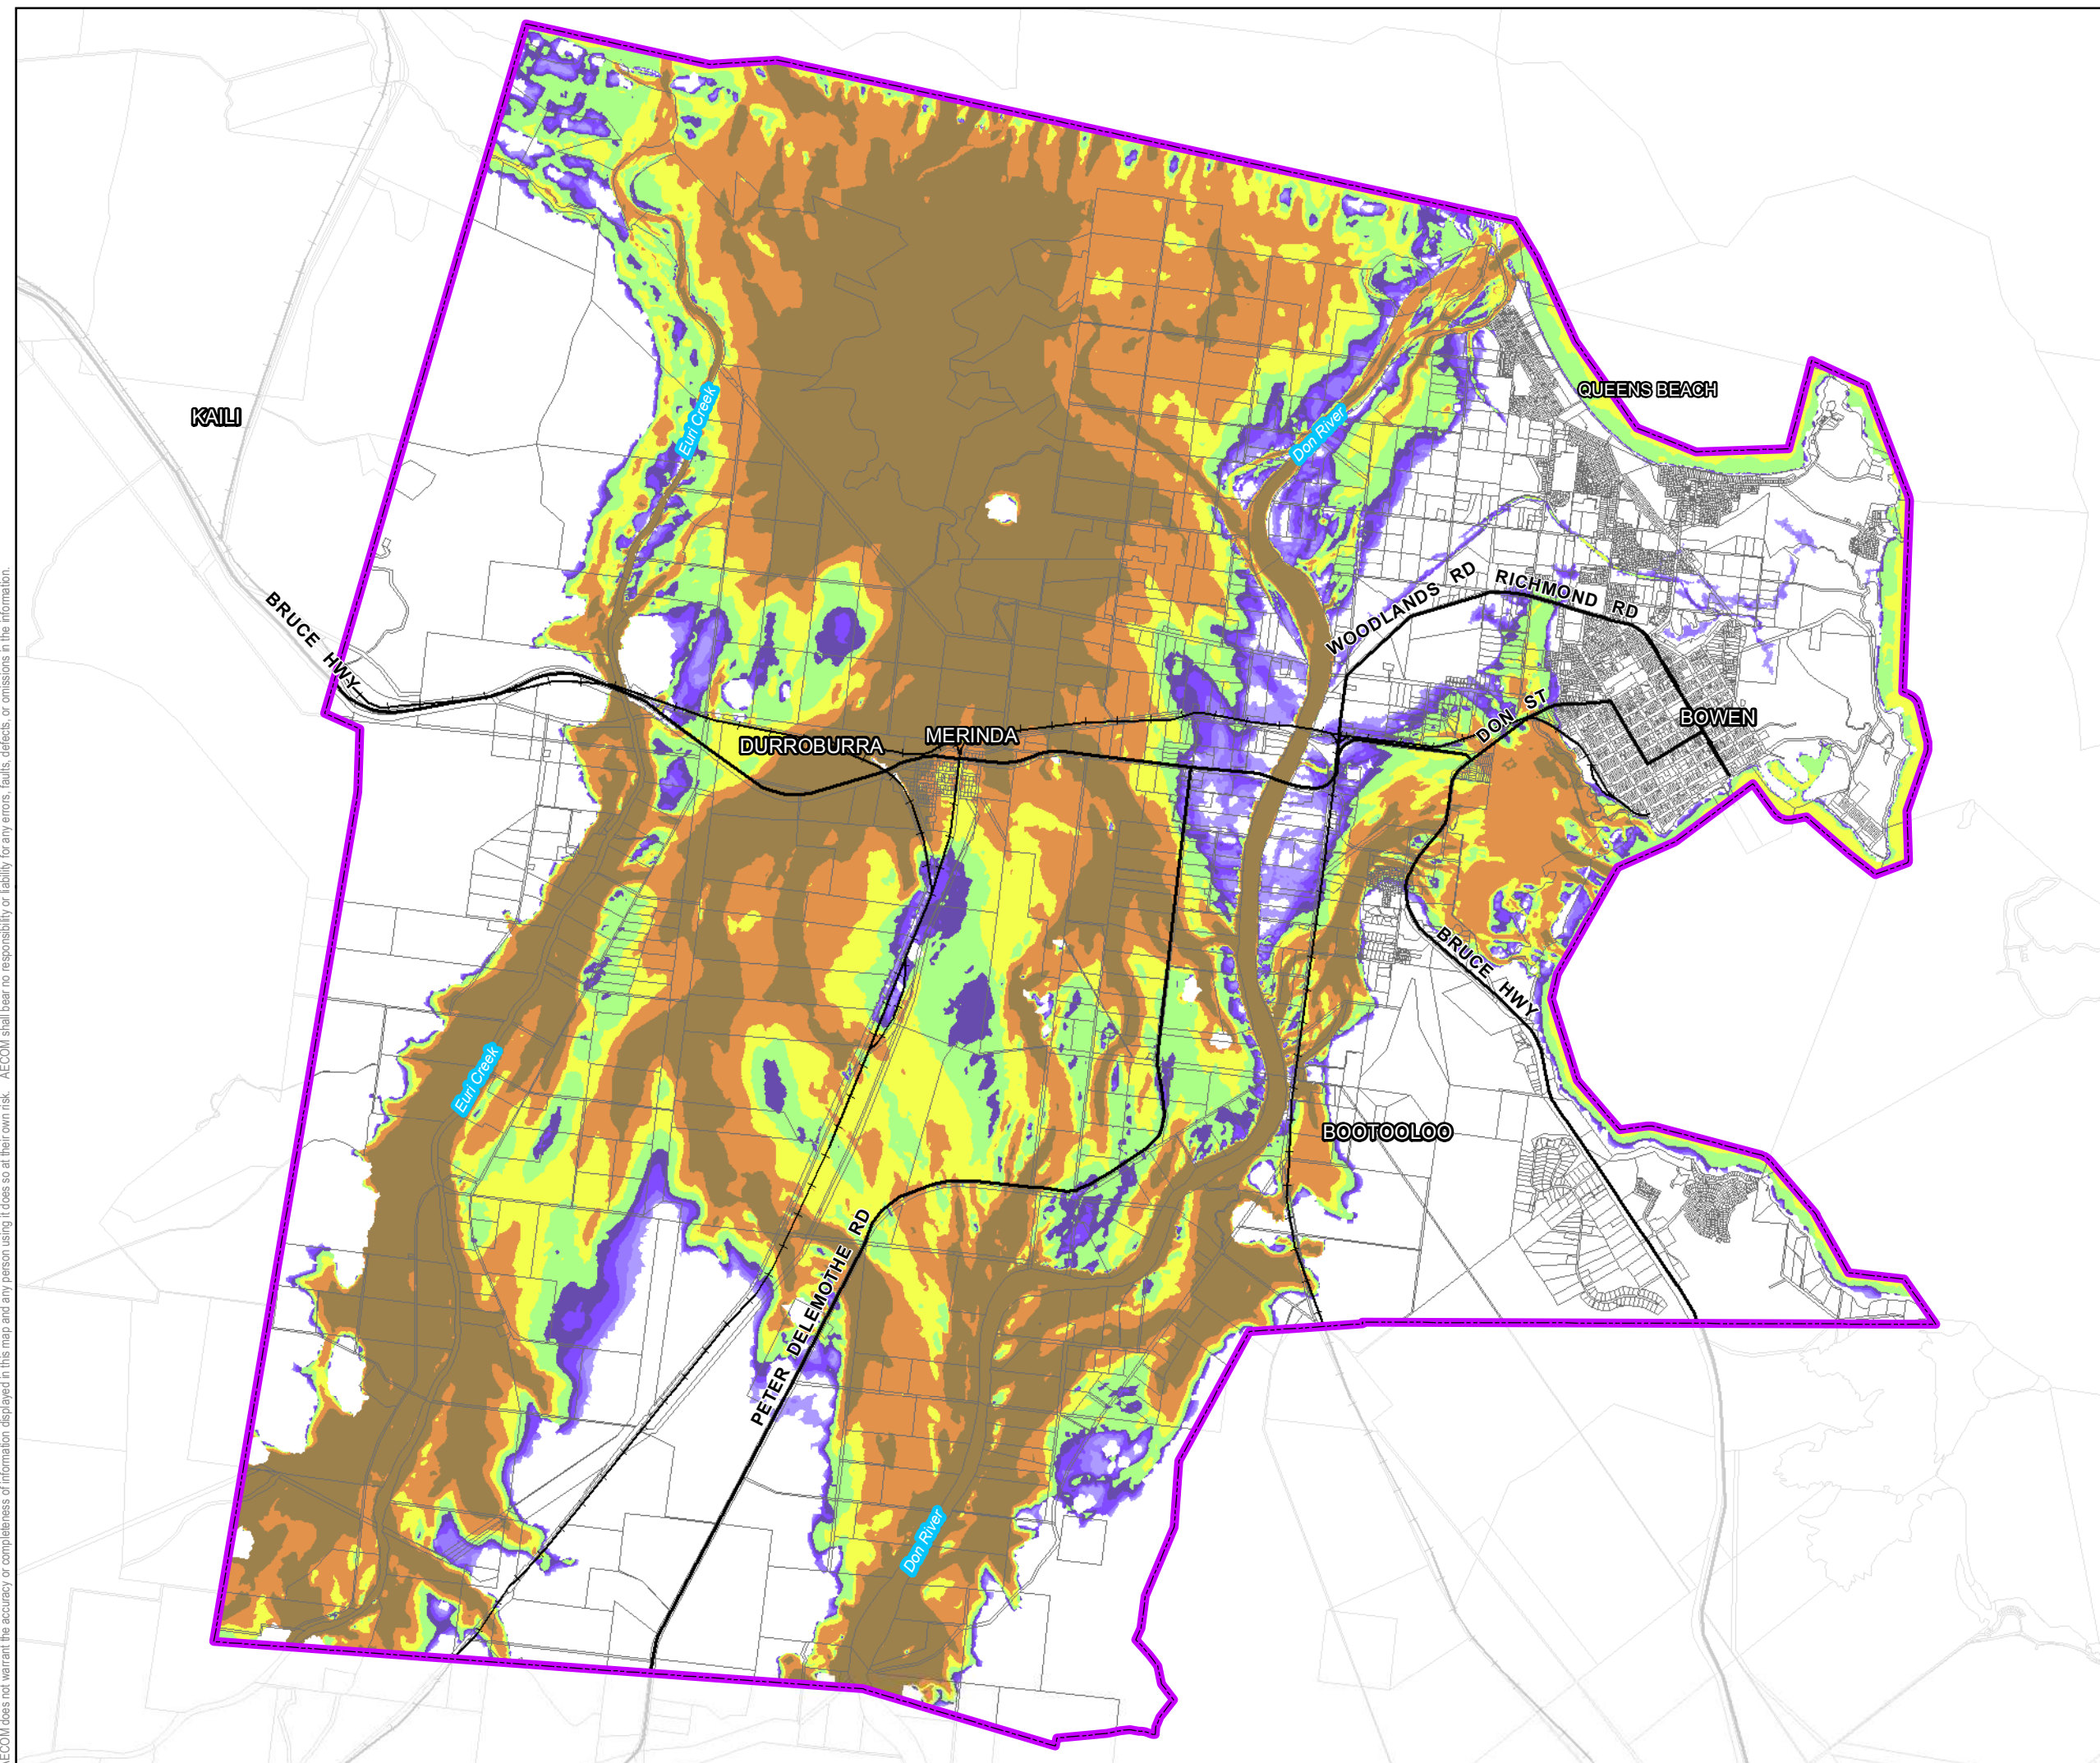 QUEENS BEACH
KAILI
Euri Creek
Don River
WOODLANDS RD
RICHMOND RD
BRUCE HWY
DON ST
BOWEN
DURROBURRA
MERINDA
BRUCE HWY
Euri Creek
BOOTOOLOO
PETER DELEMOTHE RD
Don River
AECOM does not warrant the accuracy or completeness of information displayed in this map and any person using it does so at their own risk. AECOM shall bear no responsibility or liability for any errors, faults, defects, or omissions in the information.